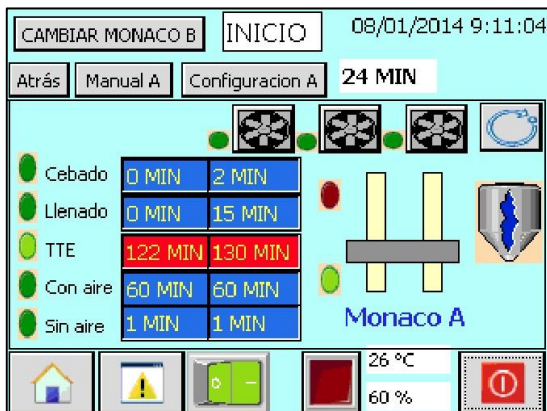 CAMBIAR MONACO B INICIO 08/01/2014 9:11:04
Atrás Manual A Configuracion A 24 MIN
Cebado 0 MIN 2 MIN
Llenado 0 MIN 15 MIN
TTE 122 MIN 130 MIN
Con aire 60 MIN 60 MIN
Sin aire 1 MIN 1 MIN
Monaco A
26 ºC
60 %